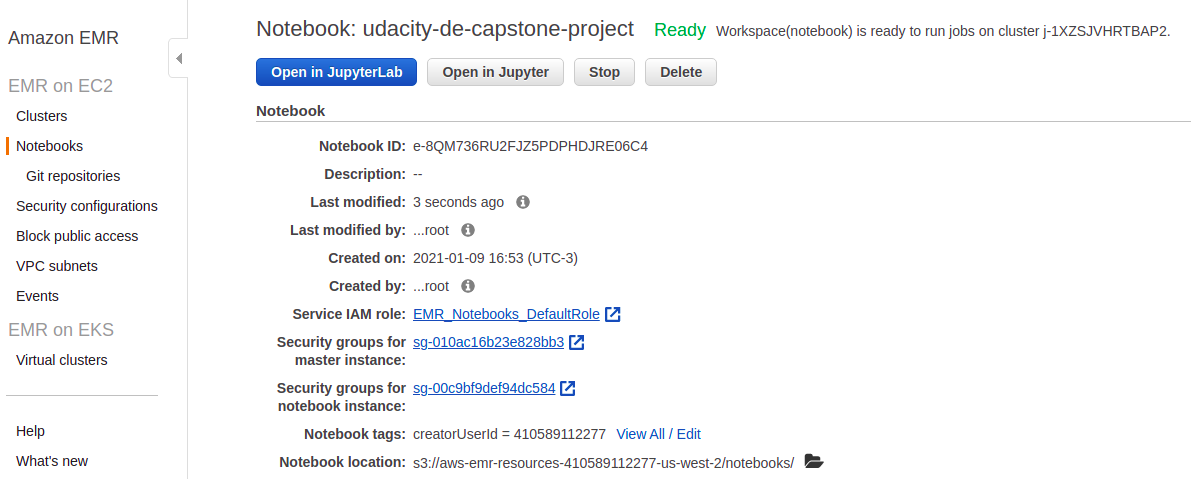 Amazon EMR
EMR on EC2
Clusters
Notebooks
Git repositories
Security configurations
Block public access
VPC subnets
Events
EMR on EKS
Virtual clusters
Help
What's new
Notebook: udacity-de-capstone-project Ready Workspace(notebook) is ready to run jobs on cluster j-1XZSJVHRTBAP2.
Open in JupyterLab Open in Jupyter Stop Delete
Notebook
Notebook ID: e-8QM736RU2FJZ5PDPHDJRE06C4
Description: --
Last modified: 3 seconds ago
Last modified by: ...root
Created on: 2021-01-09 16:53 (UTC-3)
Created by: ...root
Service IAM role: EMR_Notebooks_DefaultRole
Security groups for sg-010ac16b23e828bb3
master instance:
Security groups for sg-00c9bf9def94dc584
notebook instance:
Notebook tags: creatorUserId = 410589112277 View All / Edit
Notebook location: s3://aws-emr-resources-410589112277-us-west-2/notebooks/